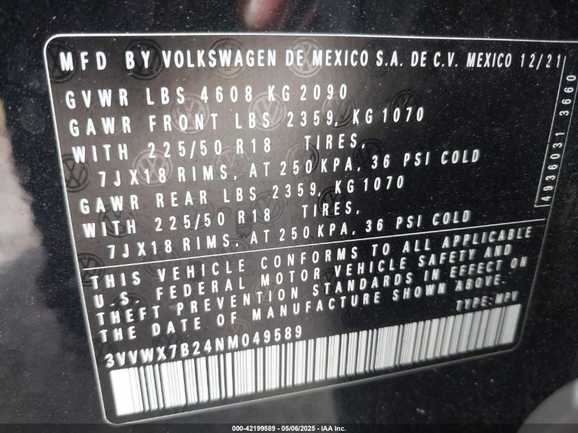 MFD BY VOLKSWAGEN DE MEXICO S.A. DE C.V. MEXICO 12/21
GVWR LBS 4608 KG 2090
GAWR FRONT LBS 2359, KG 1070
WITH 225/50 R18 TIRES,
7JX18 RIMS, AT 250 KPA, 36 PSI COLD
GAWR REAR LBS 2359, KG 1070
WITH 225/50 R18 TIRES,
7JX18 RIMS, AT 250 KPA, 36 PSI COLD
THIS VEHICLE CONFORMS TO ALL APPLICABLE
U.S. FEDERAL MOTOR VEHICLE SAFETY AND
THEFT PREVENTION STANDARDS IN EFFECT ON
THE DATE OF MANUFACTURE SHOWN ABOVE.
TYPE: MPV
3VVWX7B24NM049589
4936031 3660
000-42199589 - 05/06/2025 - IAA Inc.